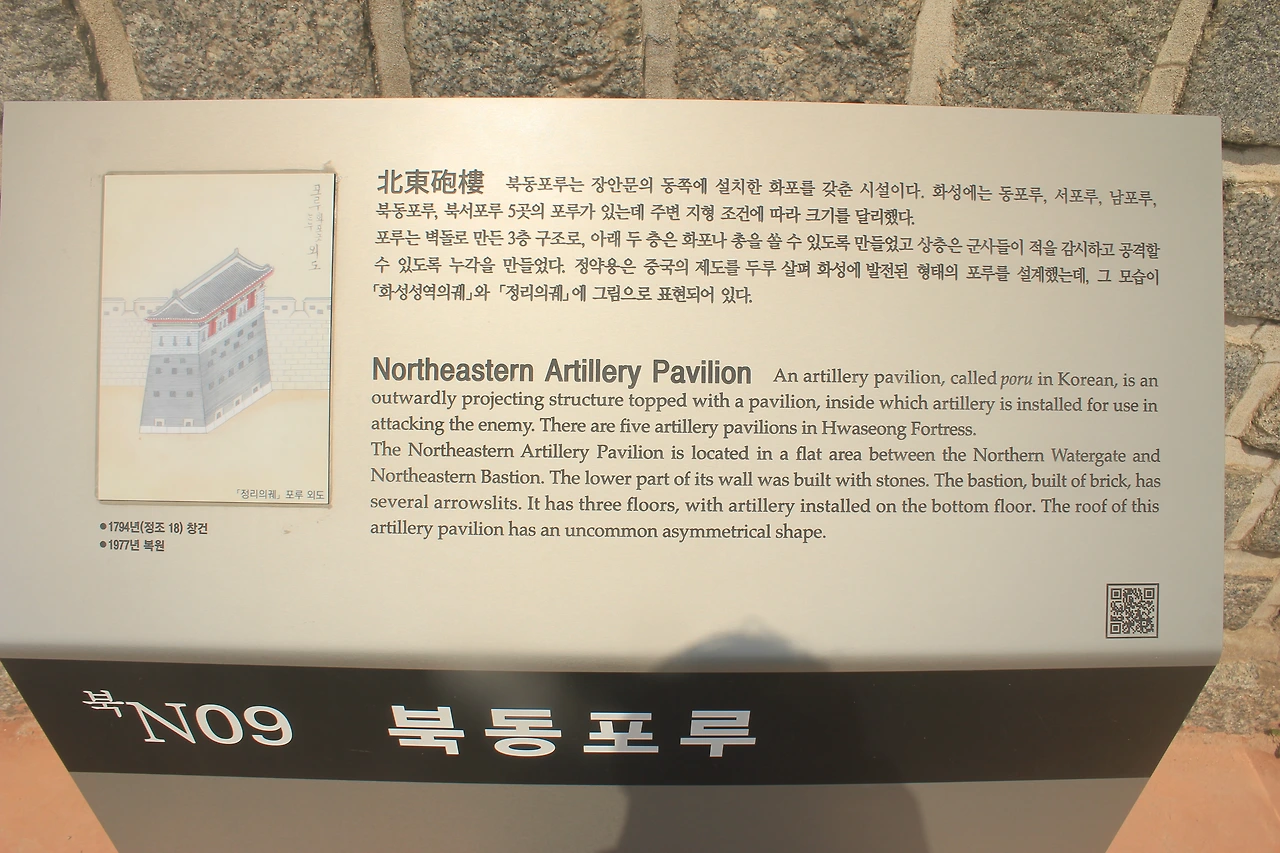 北東砲樓 북동포루는 장안문의 동쪽에 설치한 화포를 갖춘 시설이다. 화성에는 동포루, 서포루, 남포루,
북동포루, 북서포루 5곳의 포루가 있는데 주변 지형 조건에 따라 크기를 달리했다.
포루는 벽돌로 만든 3층 구조로, 아래 두 층은 화포나 총을 쓸 수 있도록 만들었고 상층은 군사들이 적을 감시하고 공격할
수 있도록 누각을 만들었다. 정약용은 중국의 제도를 두루 살펴 화성에 발전된 형태의 포루를 설계했는데, 그 모습이
「화성성역의궤」와 「정리의궤」에 그림으로 표현되어 있다.
Northeastern Artillery Pavilion An artillery pavilion, called poru in Korean, is an
outwardly projecting structure topped with a pavilion, inside which artillery is installed for use in
attacking the enemy. There are five artillery pavilions in Hwaseong Fortress.
The Northeastern Artillery Pavilion is located in a flat area between the Northern Watergate and
Northeastern Bastion. The lower part of its wall was built with stones. The bastion, built of brick, has
several arrowslits. It has three floors, with artillery installed on the bottom floor. The roof of this
artillery pavilion has an uncommon asymmetrical shape.
외도
「정리의궤」 포루 외도
●1794년(정조 18) 창건
●1977년 복원
북N09 북동포루